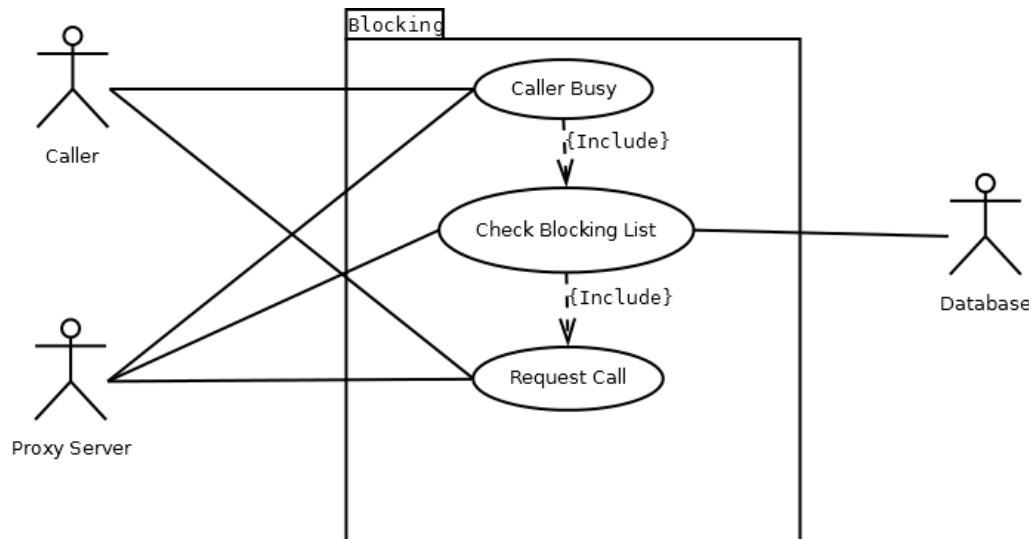 Blocking
Caller Busy
{Include}
Caller
Check Blocking List
{Include}
Database
Request Call
Proxy Server